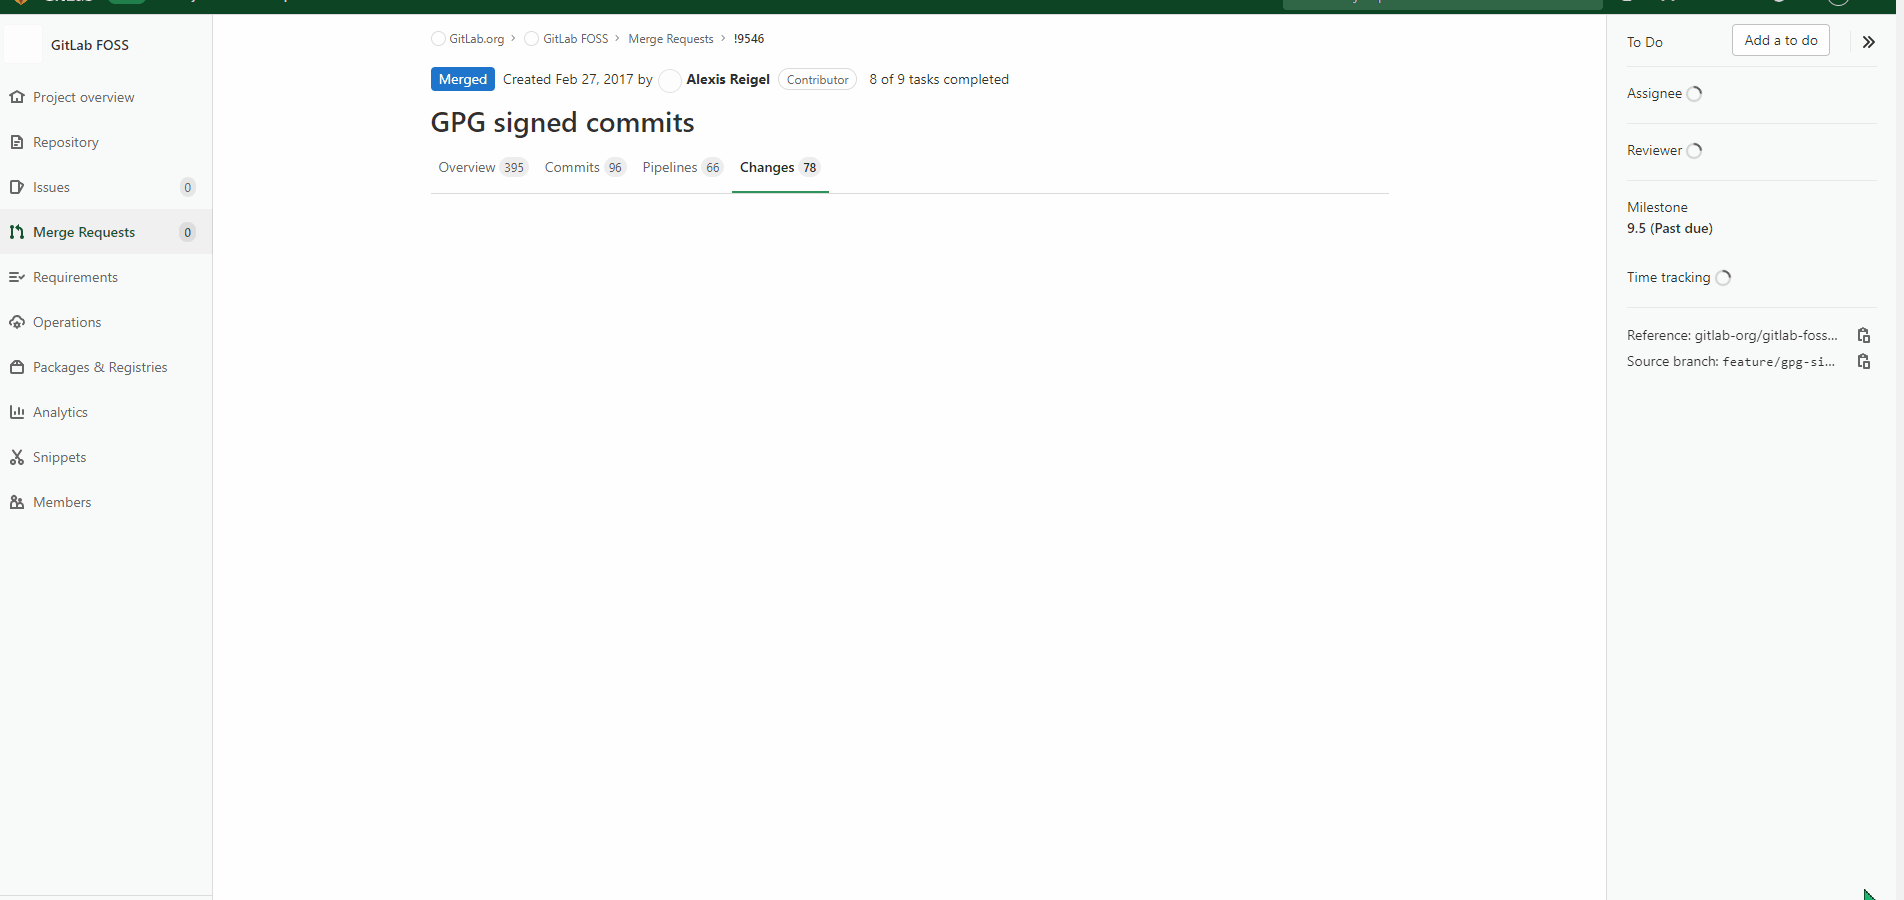 GitLab FOSS
Project overview
Repository
Issues 0
Merge Requests 0
Requirements
Operations
Packages & Registries
Analytics
Snippets
Members
GitLab.org > GitLab FOSS > Merge Requests > !9546
Merged Created Feb 27, 2017 by Alexis Reigel Contributor 8 of 9 tasks completed
GPG signed commits
Overview 395 Commits 96 Pipelines 66 Changes 78
To Do Add a to do
Assignee
Reviewer
Milestone
9.5 (Past due)
Time tracking
Reference: gitlab-org/gitlab-foss...
Source branch: feature/gpg-si...